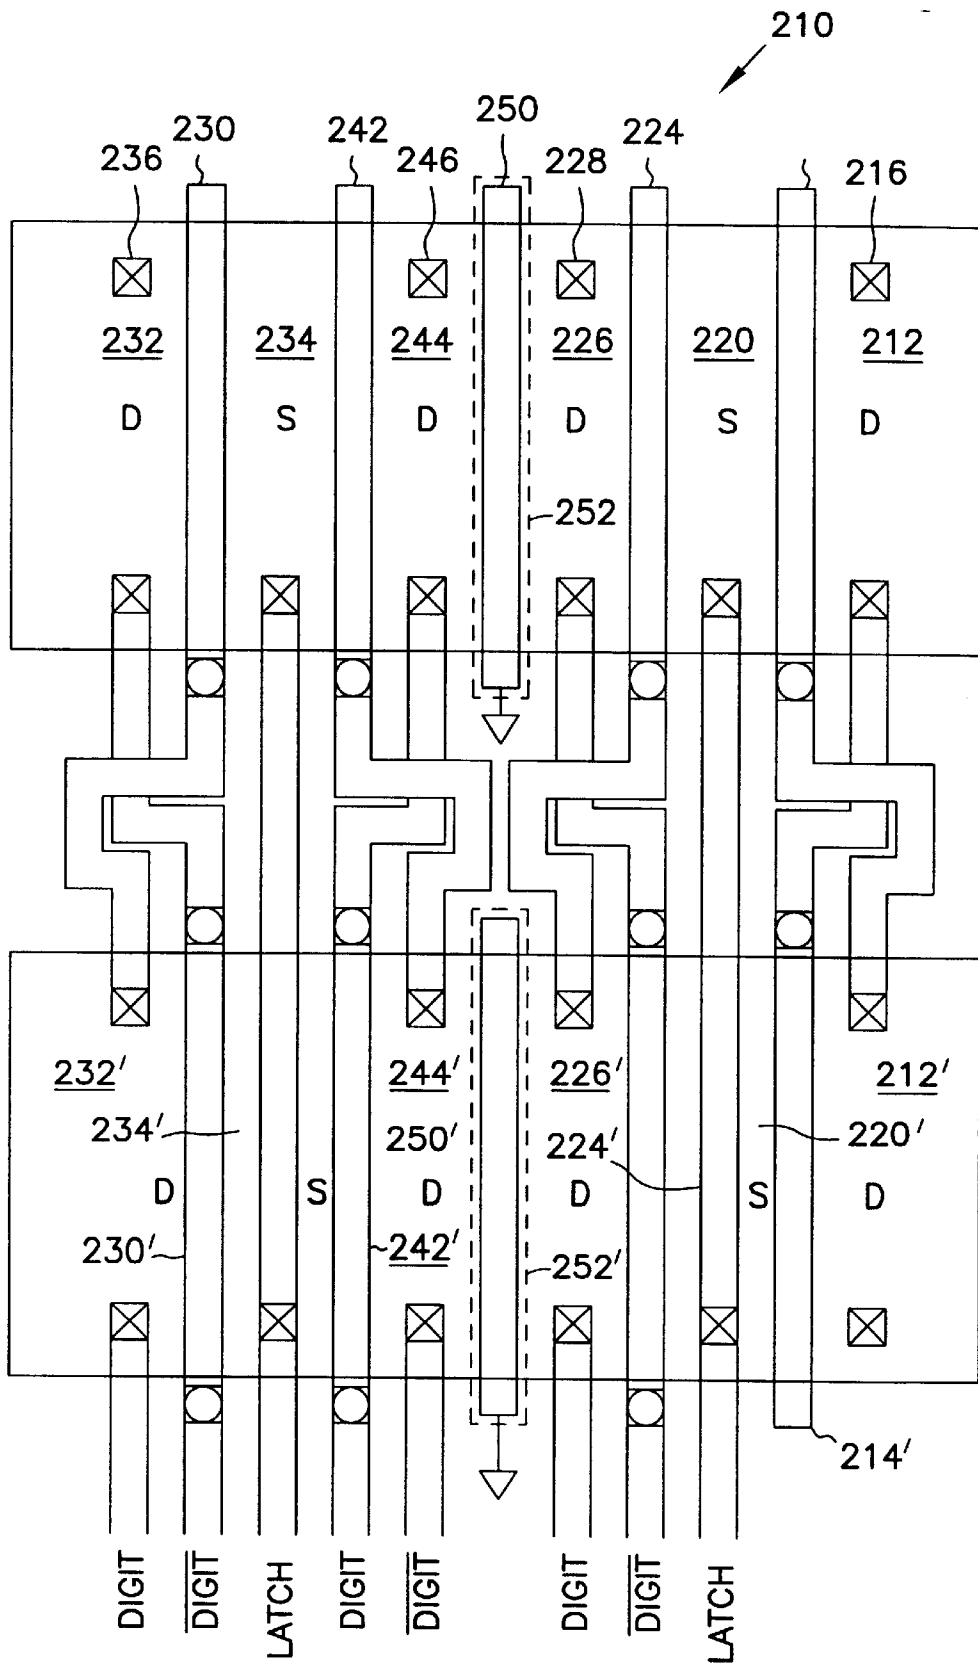 210
230 242 250 224
236 246 228 216
232 234 244 226 220 212
D S D D S D
252
232′ 244′ 226′ 212′
234′ 250′ 224′ 220′
D S D D S D
230′ 242′ 252′
214′
DIGIT
DIGIT
LATCH
DIGIT
DIGIT
DIGIT
DIGIT
LATCH